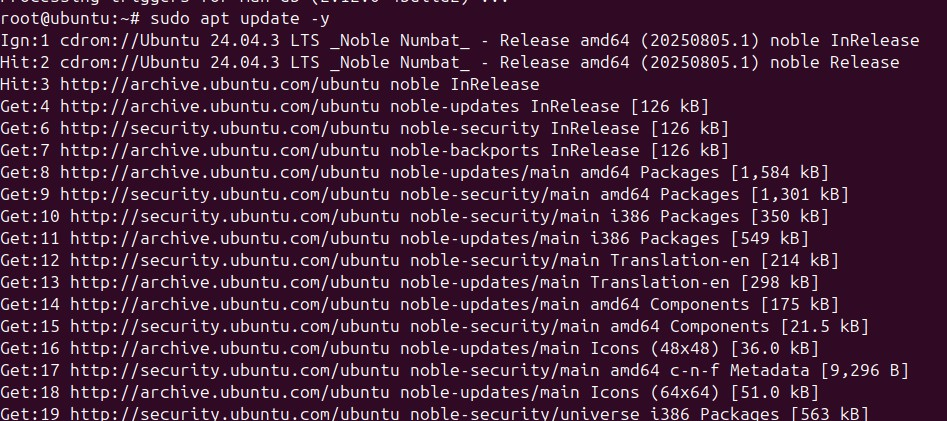 Processing triggers for man-db (2.12.0-4build2) ...
root@ubuntu:~# sudo apt update -y
Ign:1 cdrom://Ubuntu 24.04.3 LTS _Noble Numbat_ - Release amd64 (20250805.1) noble InRelease
Hit:2 cdrom://Ubuntu 24.04.3 LTS _Noble Numbat_ - Release amd64 (20250805.1) noble Release
Hit:3 http://archive.ubuntu.com/ubuntu noble InRelease
Get:4 http://archive.ubuntu.com/ubuntu noble-updates InRelease [126 kB]
Get:6 http://security.ubuntu.com/ubuntu noble-security InRelease [126 kB]
Get:7 http://archive.ubuntu.com/ubuntu noble-backports InRelease [126 kB]
Get:8 http://archive.ubuntu.com/ubuntu noble-updates/main amd64 Packages [1,584 kB]
Get:9 http://security.ubuntu.com/ubuntu noble-security/main amd64 Packages [1,301 kB]
Get:10 http://security.ubuntu.com/ubuntu noble-security/main i386 Packages [350 kB]
Get:11 http://archive.ubuntu.com/ubuntu noble-updates/main i386 Packages [549 kB]
Get:12 http://security.ubuntu.com/ubuntu noble-security/main Translation-en [214 kB]
Get:13 http://archive.ubuntu.com/ubuntu noble-updates/main Translation-en [298 kB]
Get:14 http://archive.ubuntu.com/ubuntu noble-updates/main amd64 Components [175 kB]
Get:15 http://security.ubuntu.com/ubuntu noble-security/main amd64 Components [21.5 kB]
Get:16 http://archive.ubuntu.com/ubuntu noble-updates/main Icons (48x48) [36.0 kB]
Get:17 http://security.ubuntu.com/ubuntu noble-security/main amd64 c-n-f Metadata [9,296 B]
Get:18 http://archive.ubuntu.com/ubuntu noble-updates/main Icons (64x64) [51.0 kB]
Get:19 http://security.ubuntu.com/ubuntu noble-security/universe i386 Packages [563 kB]